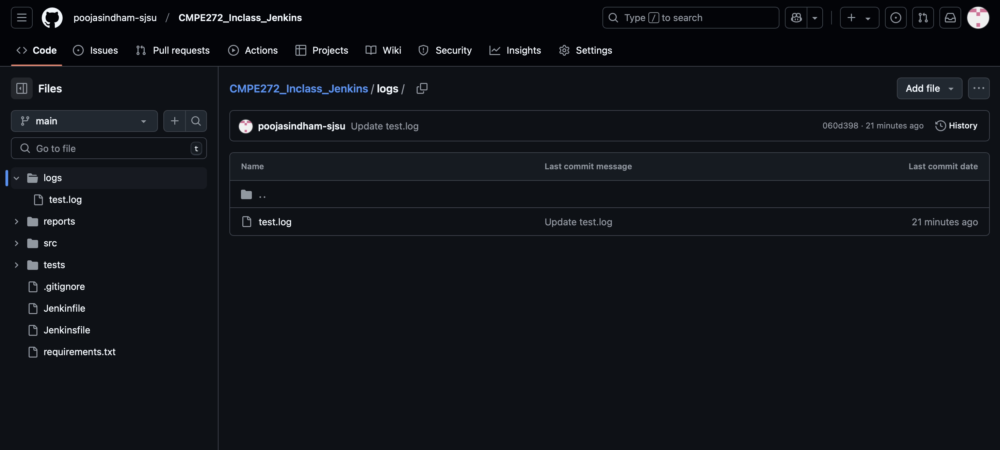 poojasindham-sjsu / CMPE272_Inclass_Jenkins
Type / to search
Code Issues Pull requests Actions Projects Wiki Security Insights Settings
Files
main
Go to file t
logs
test.log
reports
src
tests
.gitignore
Jenkinfile
Jenkinsfile
requirements.txt
CMPE272_Inclass_Jenkins / logs /
Add file
poojasindham-sjsu Update test.log
060d398 · 21 minutes ago History
Name Last commit message Last commit date
..
test.log Update test.log 21 minutes ago